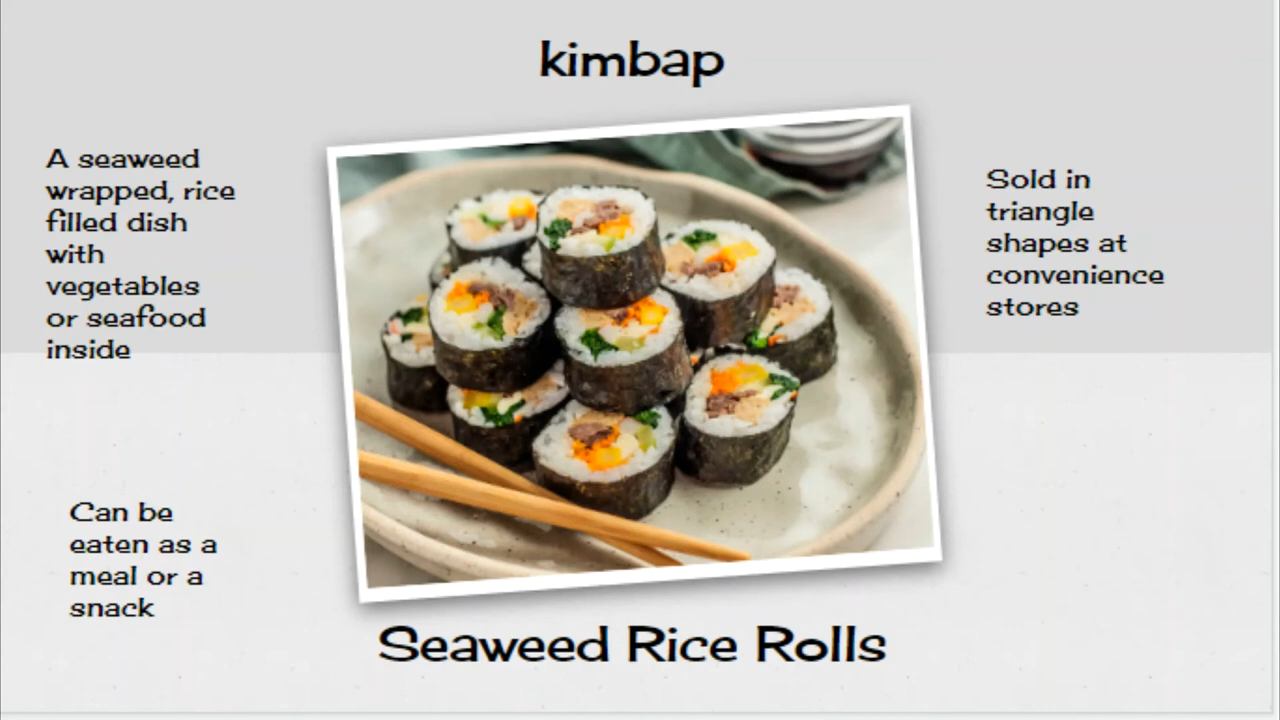 kimbap
A seaweed
wrapped, rice
filled dish
with
vegetables
or seafood
inside
Sold in
triangle
shapes at
convenience
stores
Can be
eaten as a
meal or a
snack
Seaweed Rice Rolls